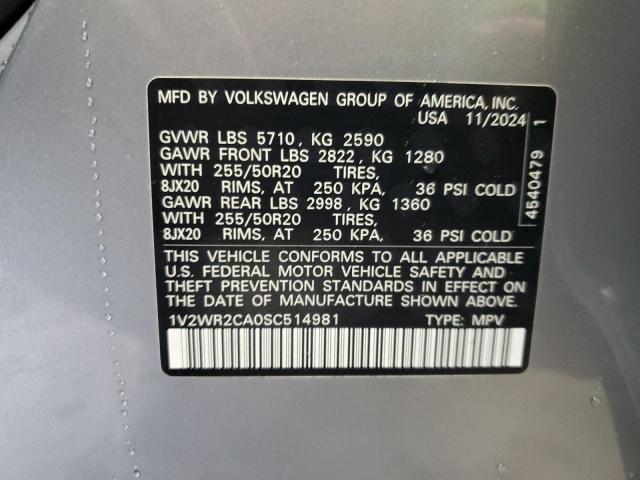 MFD BY VOLKSWAGEN GROUP OF AMERICA, INC.
USA 11/2024
GVWR LBS 5710, KG 2590
GAWR FRONT LBS 2822, KG 1280
WITH 255/50R20 TIRES,
8JX20 RIMS, AT 250 KPA, 36 PSI COLD
GAWR REAR LBS 2998, KG 1360
WITH 255/50R20 TIRES,
8JX20 RIMS, AT 250 KPA, 36 PSI COLD
THIS VEHICLE CONFORMS TO ALL APPLICABLE
U.S. FEDERAL MOTOR VEHICLE SAFETY AND
THEFT PREVENTION STANDARDS IN EFFECT ON
THE DATE OF MANUFACTURE SHOWN ABOVE.
1V2WR2CA0SC514981 TYPE: MPV
4540479 1